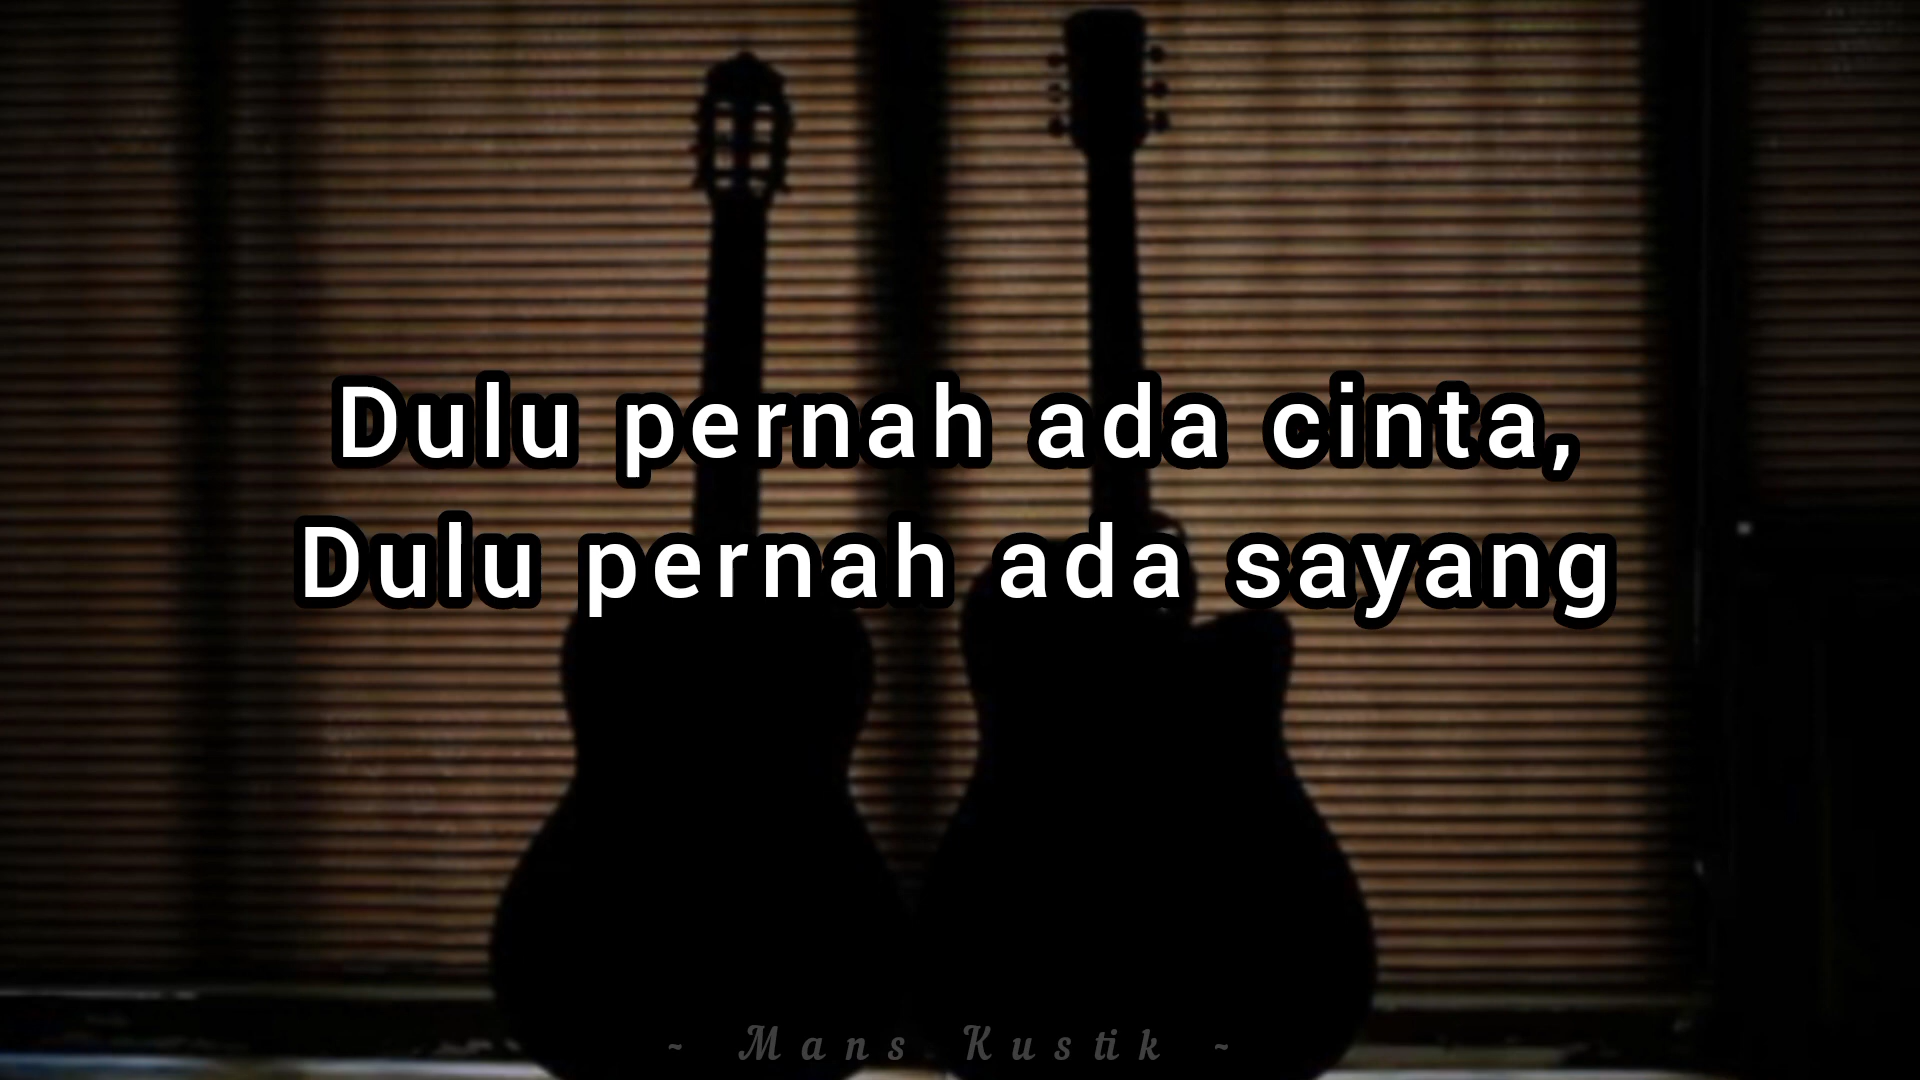 Dulu pernah ada cinta,
Dulu pernah ada sayang
~ Mans Kustik ~